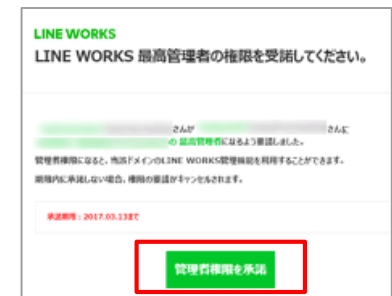 LINE WORKS
LINE WORKS 最高管理者の権限を受諾してください。
さんが さんに
の 最高管理者になるよう要請しました。
管理者権限になると、当該ドメインのLINE WORKS管理機能を利用することができます。
期限内に承諾しない場合、権限の要請がキャンセルされます。
承諾期限 : 2017.03.13まで
管理者権限を承諾